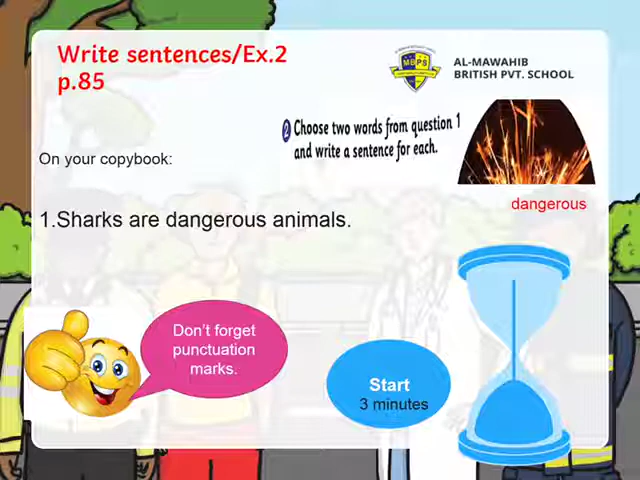 Write sentences/Ex.2
p.85
MBPS
AL-MAWAHIB
BRITISH PVT. SCHOOL
2 Choose two words from question 1
and write a sentence for each.
On your copybook:
dangerous
1.Sharks are dangerous animals.
Don't forget
punctuation
marks.
Start
3 minutes